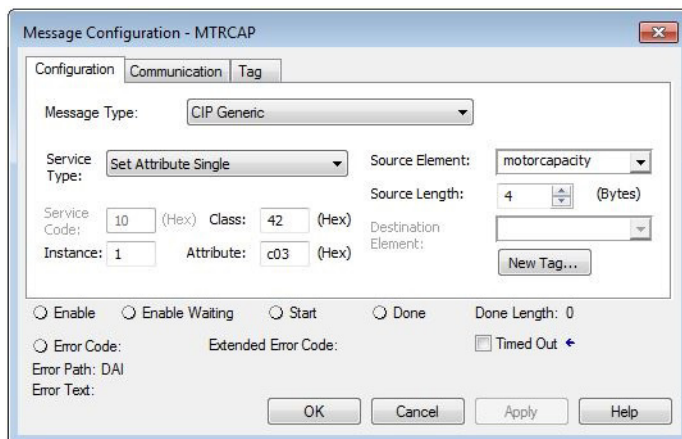 Message Configuration - MTRCAP
Configuration Communication Tag
Message Type: CIP Generic
Service Type: Set Attribute Single
Source Element: motorcapacity
Source Length: 4 (Bytes)
Service Code: 10 (Hex) Class: 42 (Hex)
Destination Element:
Instance: 1 Attribute: c03 (Hex)
New Tag...
Enable Enable Waiting Start Done Done Length: 0
Error Code: Extended Error Code: Timed Out
Error Path: DAI
Error Text:
OK Cancel Apply Help